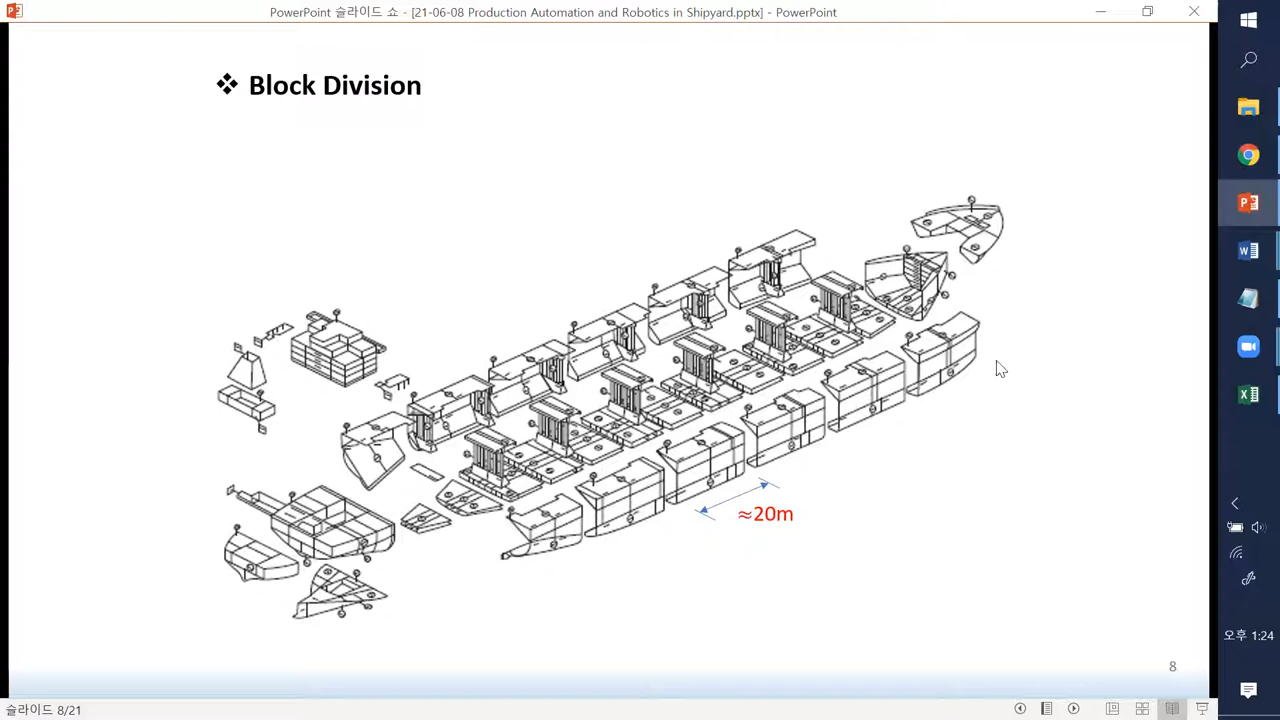 PowerPoint 슬라이드 쇼 - [21-06-08 Production Automation and Robotics in Shipyard.pptx] - PowerPoint
❖ Block Division
≈20m
8
슬라이드 8/21
오후 1:24